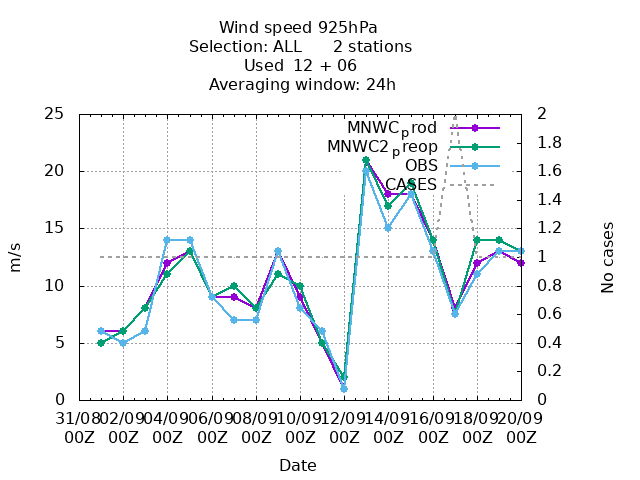 Wind speed 925hPa
Selection: ALL      2 stations
Used  12 + 06
Averaging window: 24h
25
20
15
10
5
0
m/s
MNWC_prod
MNWC2_preop
OBS
CASES
2
1.8
1.6
1.4
1.2
1
0.8
0.6
0.4
0.2
0
No cases
31/08 02/09 04/09 06/09 08/09 10/09 12/09 14/09 16/09 18/09 20/09
00Z 00Z 00Z 00Z 00Z 00Z 00Z 00Z 00Z 00Z 00Z
Date